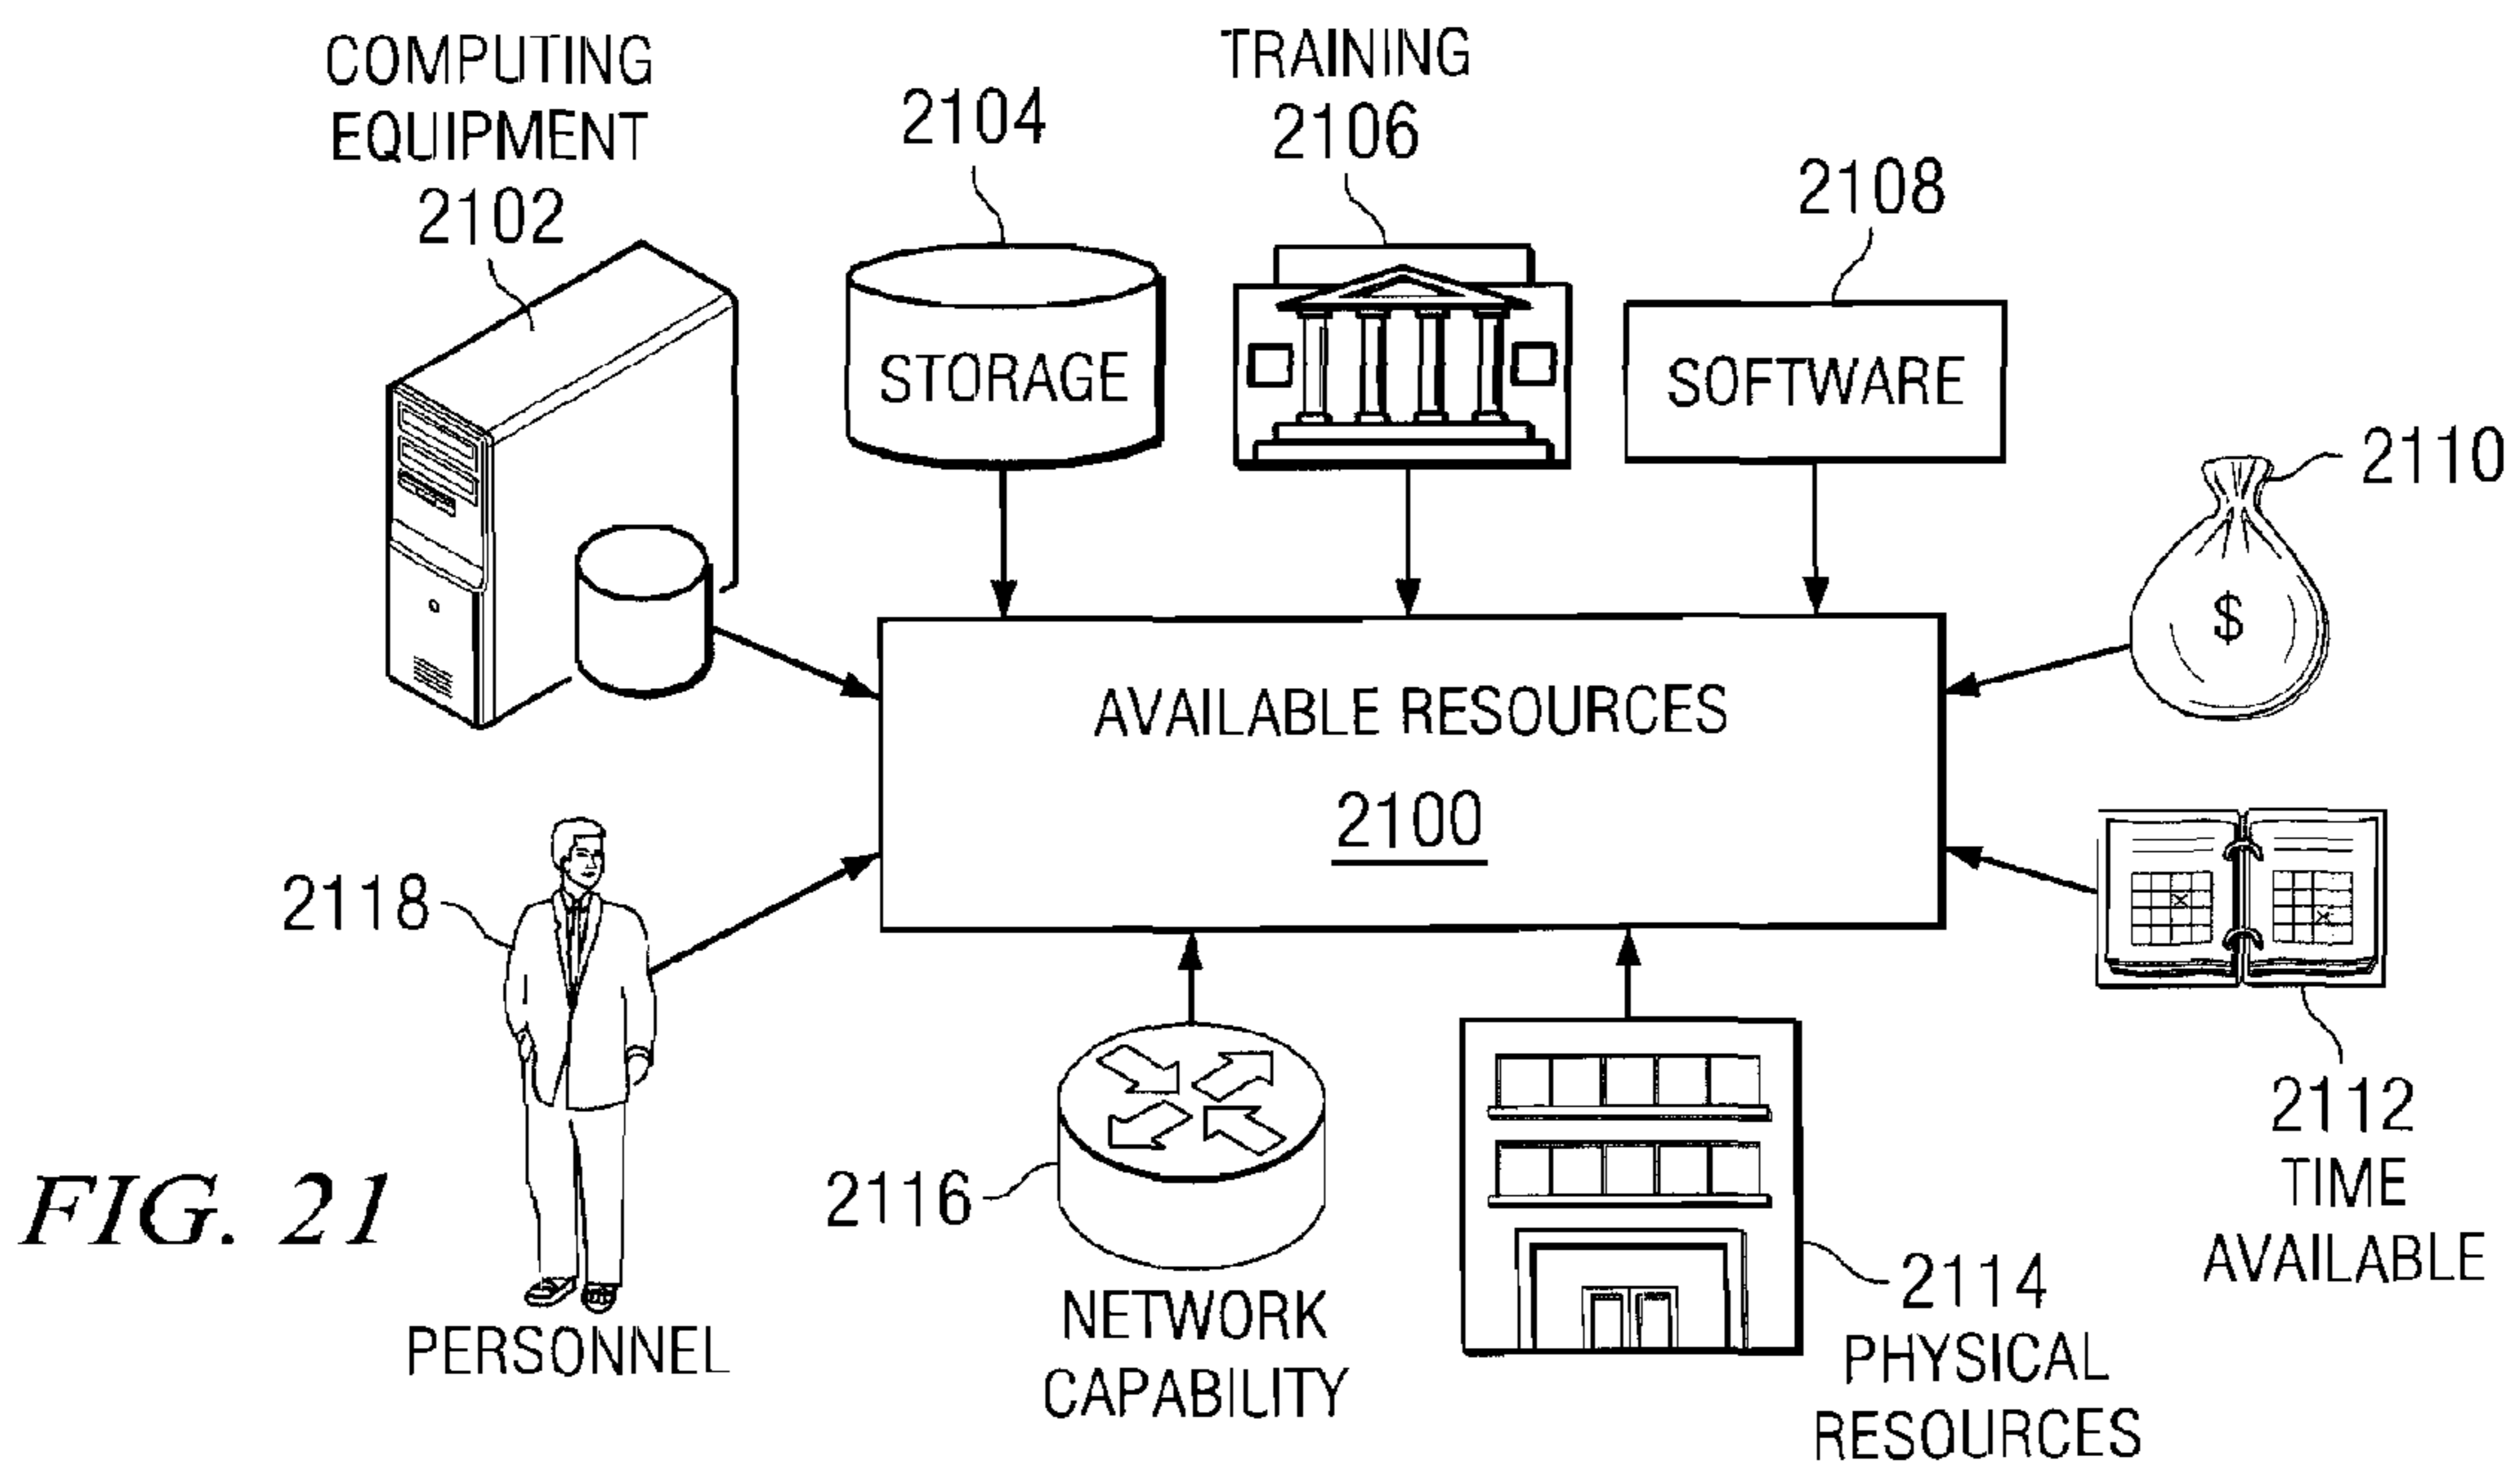 COMPUTING
EQUIPMENT
2102
2104
TRAINING
2106
2108
STORAGE
SOFTWARE
2110
$
AVAILABLE RESOURCES
2100
2118
2112
TIME
AVAILABLE
2116
FIG. 21
2114
PHYSICAL
RESOURCES
NETWORK
CAPABILITY
PERSONNEL